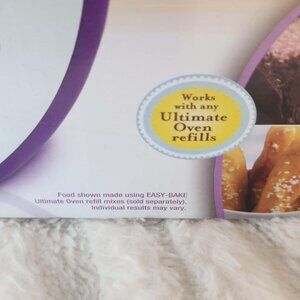 Works
with any
Ultimate
Oven
refills
Food shown made using EASY-BAKE
Ultimate Oven refill mixes (sold separately).
Individual results may vary.